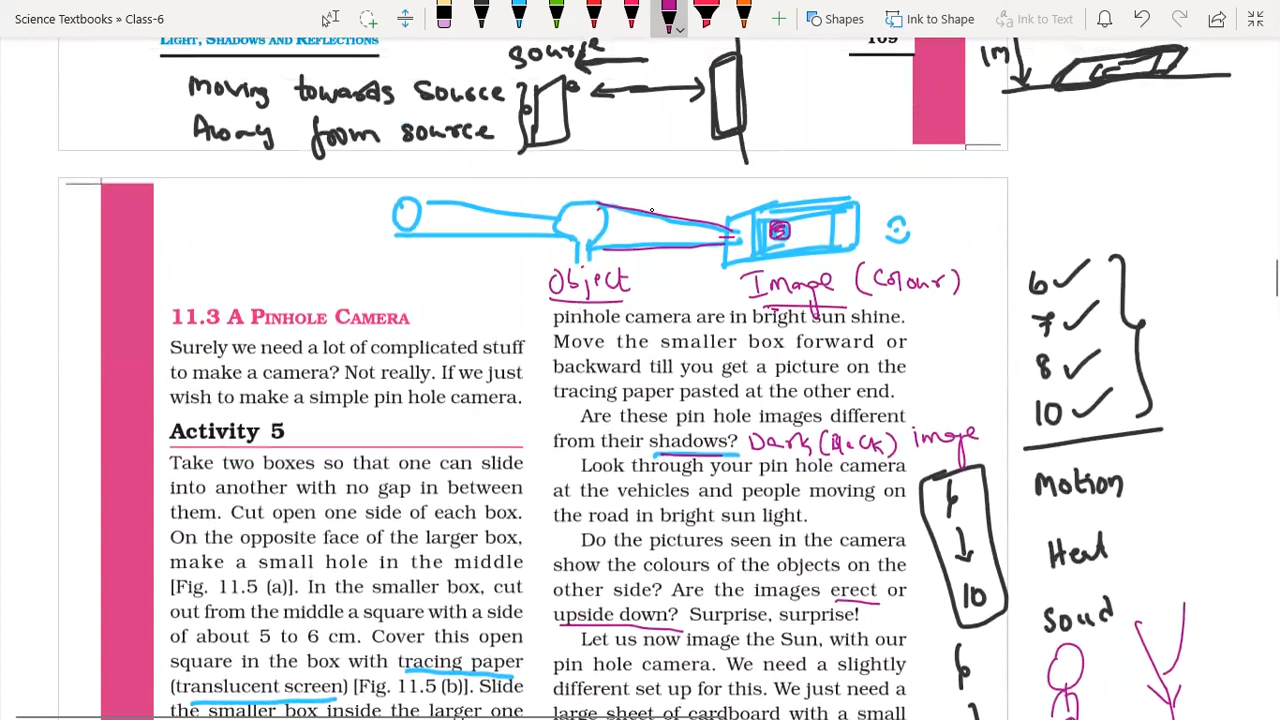 Science Textbooks » Class-6
Shapes
Ink to Shape
Ink to Text
LIGHT, SHADOWS AND REFLECTIONS
109
source
Moving towards source
Away from source
1m
Object
Image (Colour)
11.3 A PINHOLE CAMERA
Surely we need a lot of complicated stuff
to make a camera? Not really. If we just
wish to make a simple pin hole camera.
Activity 5
Take two boxes so that one can slide
into another with no gap in between
them. Cut open one side of each box.
On the opposite face of the larger box,
make a small hole in the middle
[Fig. 11.5 (a)]. In the smaller box, cut
out from the middle a square with a side
of about 5 to 6 cm. Cover this open
square in the box with tracing paper
(translucent screen) [Fig. 11.5 (b)]. Slide
the smaller box inside the larger one
pinhole camera are in bright sun shine.
Move the smaller box forward or
backward till you get a picture on the
tracing paper pasted at the other end.
Are these pin hole images different
from their shadows? Dark (Black) image
Look through your pin hole camera
at the vehicles and people moving on
the road in bright sun light.
Do the pictures seen in the camera
show the colours of the objects on the
other side? Are the images erect or
upside down? Surprise, surprise!
Let us now image the Sun, with our
pin hole camera. We need a slightly
different set up for this. We just need a
large sheet of cardboard with a small
6
10
6
6
7
8
10
Motion
Heat
Sound